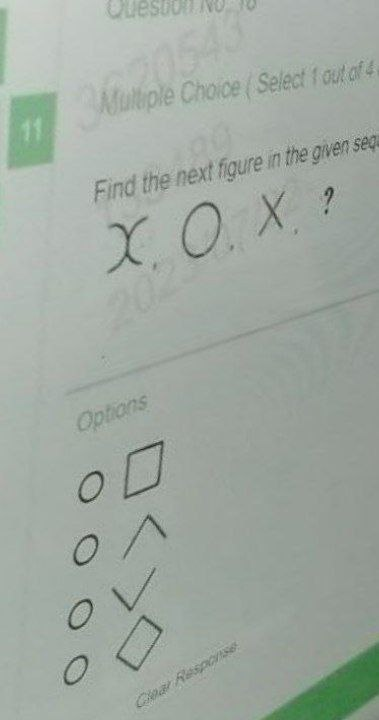 Question No. 10
Multiple Choice ( Select 1 out of 4
11
Find the next figure in the given seq
X, O, X, ?
Options
Clear Response